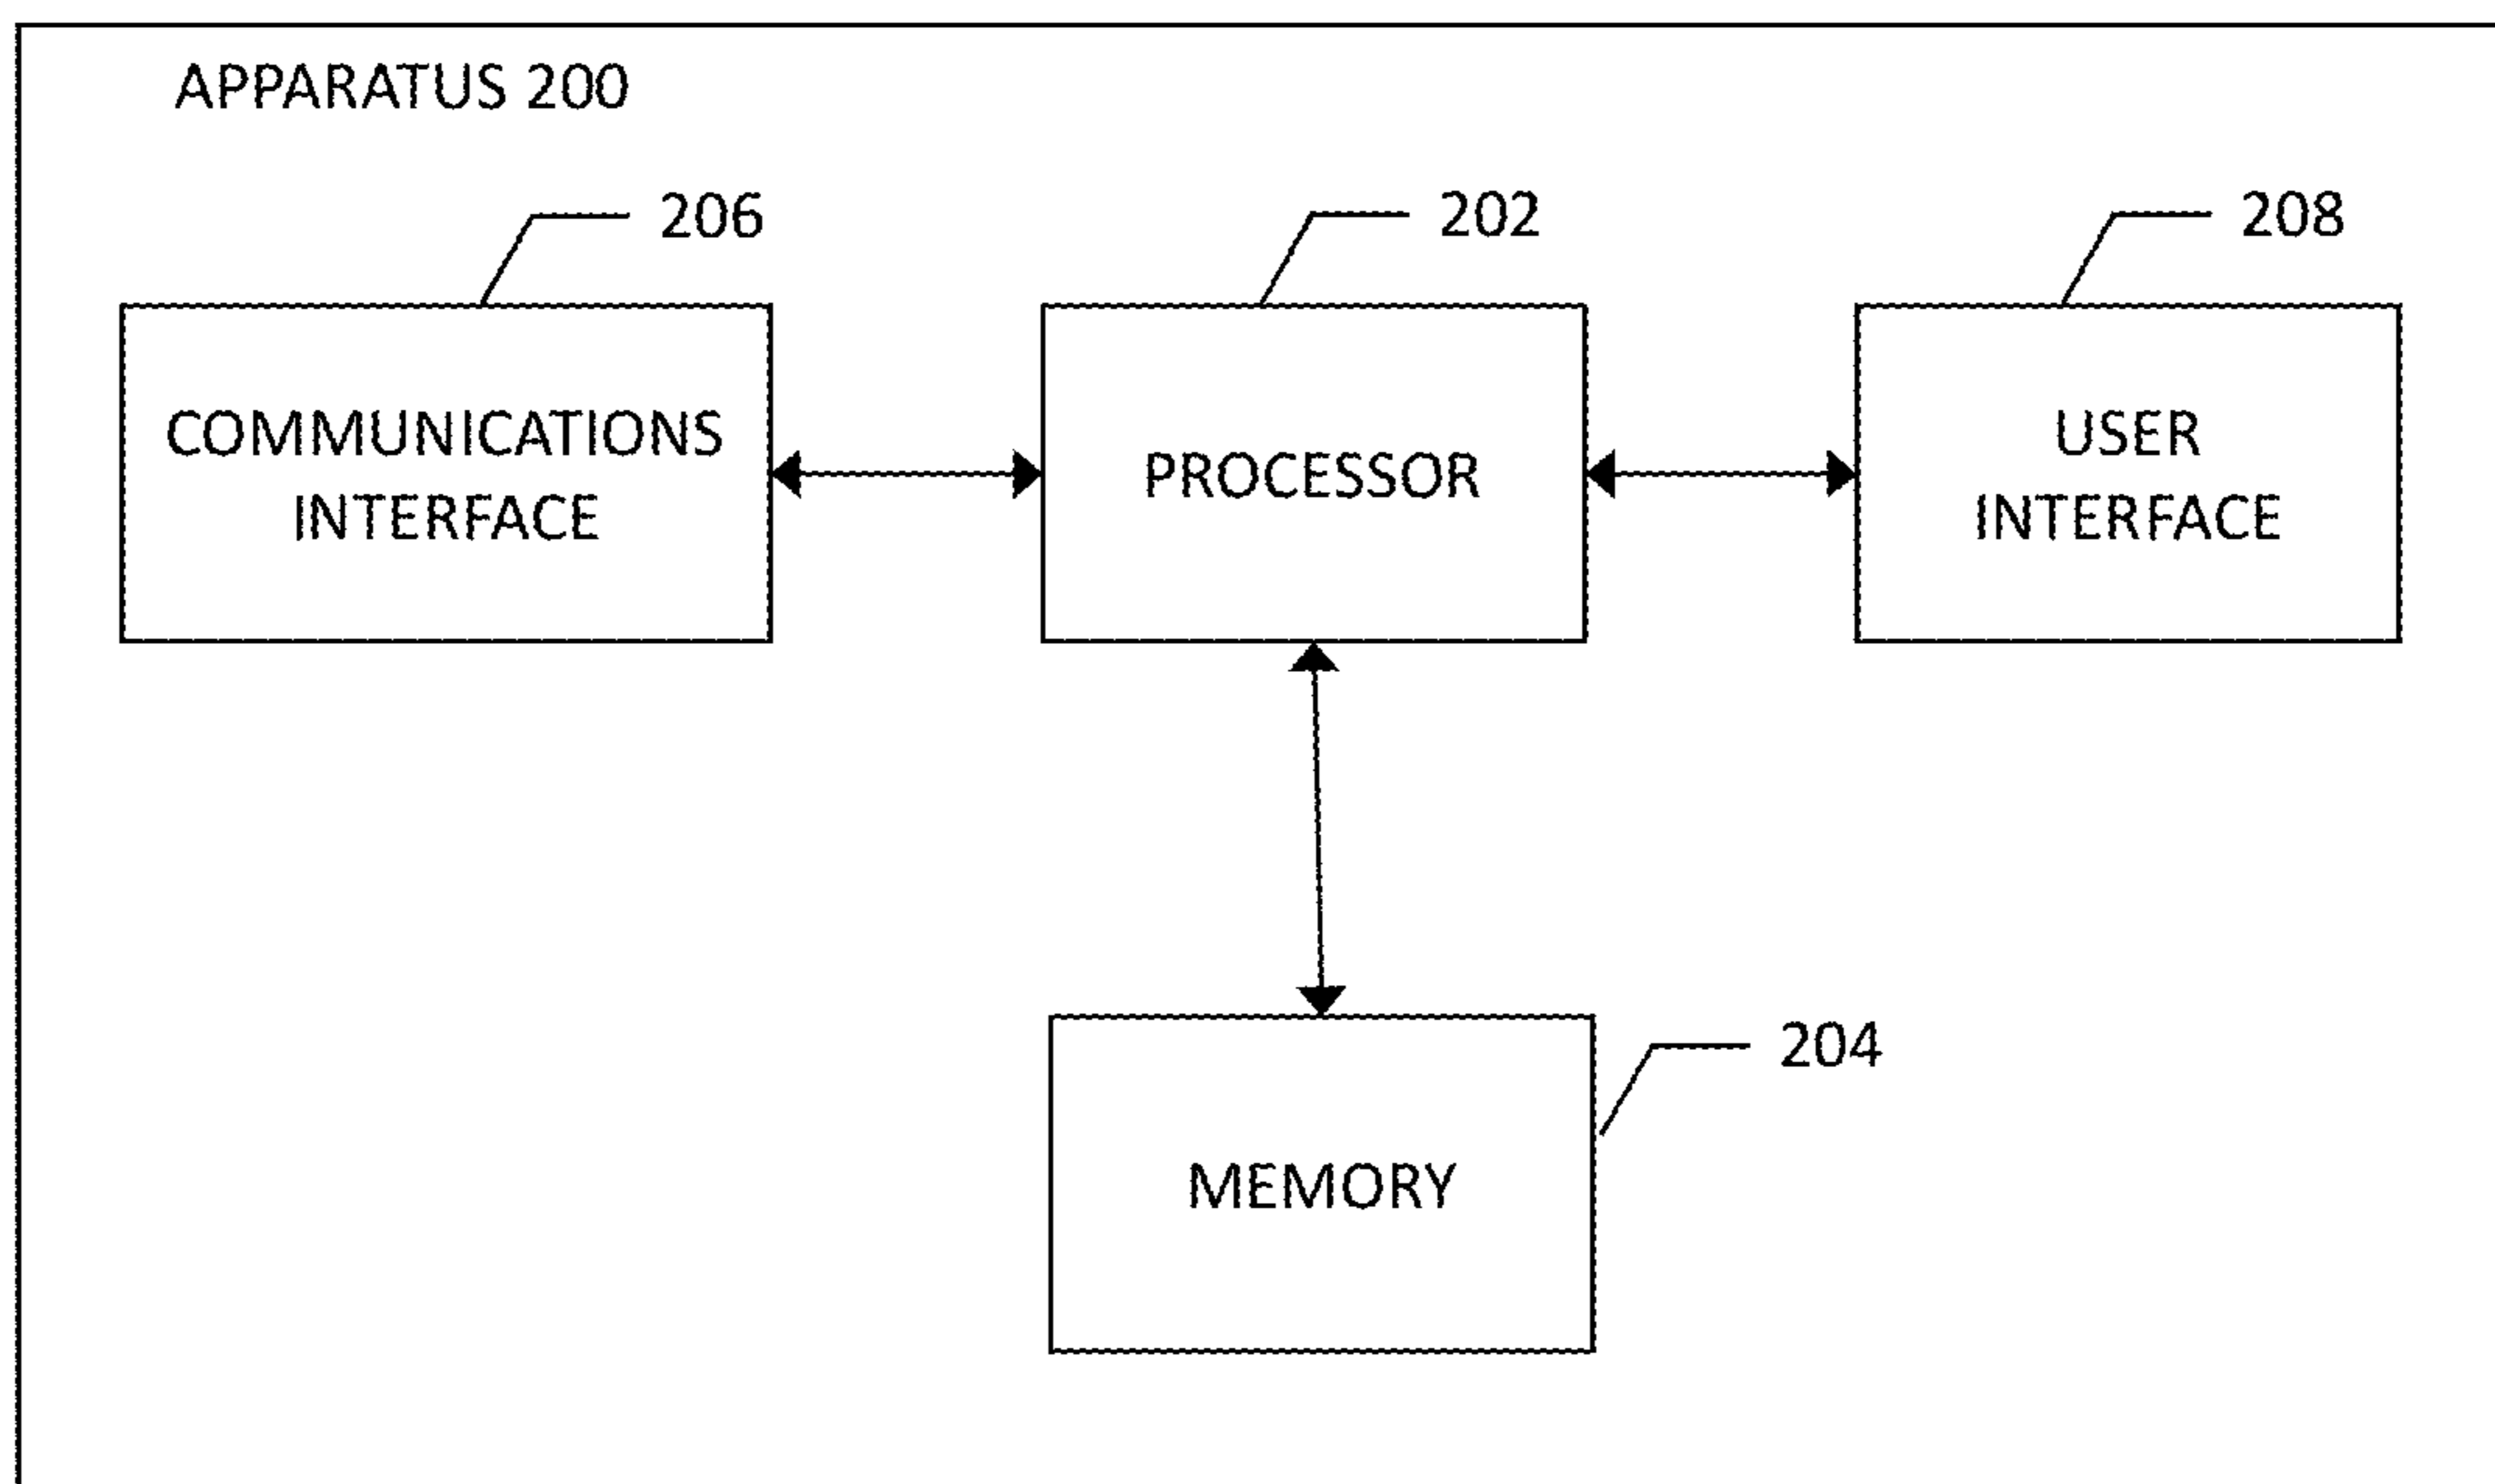 APPARATUS 200
206
202
208
COMMUNICATIONS
INTERFACE
PROCESSOR
USER
INTERFACE
204
MEMORY